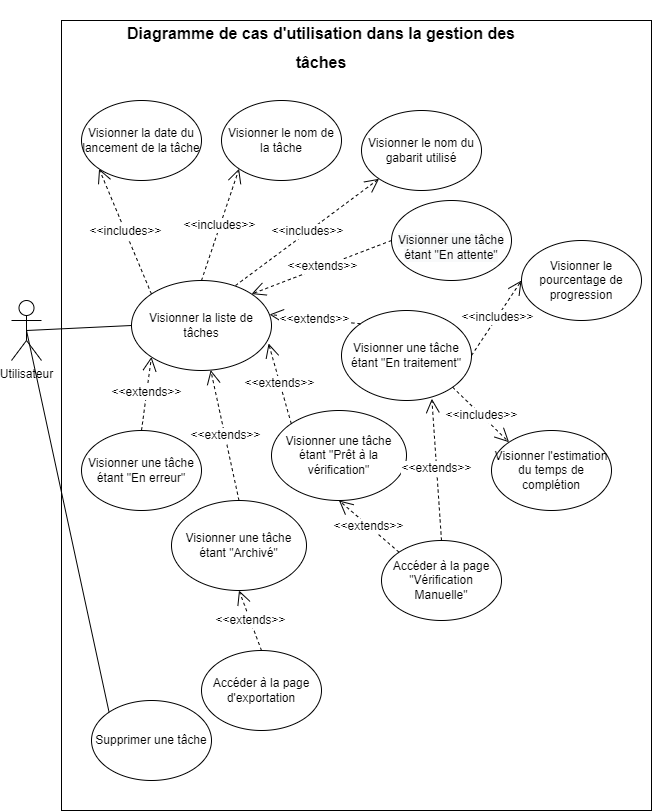 Diagramme de cas d'utilisation dans la gestion des
tâches
Visionner la date du
lancement de la tâche
Visionner le nom de
la tâche
Visionner le nom du
gabarit utilisé
<<includes>>
<<includes>>
<<includes>>
Visionner une tâche
étant "En attente"
<<extends>>
Visionner le
pourcentage de
progression
Visionner la liste de
tâches
<<extends>>
<<includes>>
Visionner une tâche
étant "En traitement"
Utilisateur
<<extends>>
<<extends>>
<<includes>>
<<extends>>
Visionner une tâche
étant "En erreur"
Visionner une tâche
étant "Prêt à la
vérification"
<<extends>>
Visionner l'estimation
du temps de
complétion
<<extends>>
Visionner une tâche
étant "Archivé"
Accéder à la page
"Vérification
Manuelle"
<<extends>>
Accéder à la page
d'exportation
Supprimer une tâche